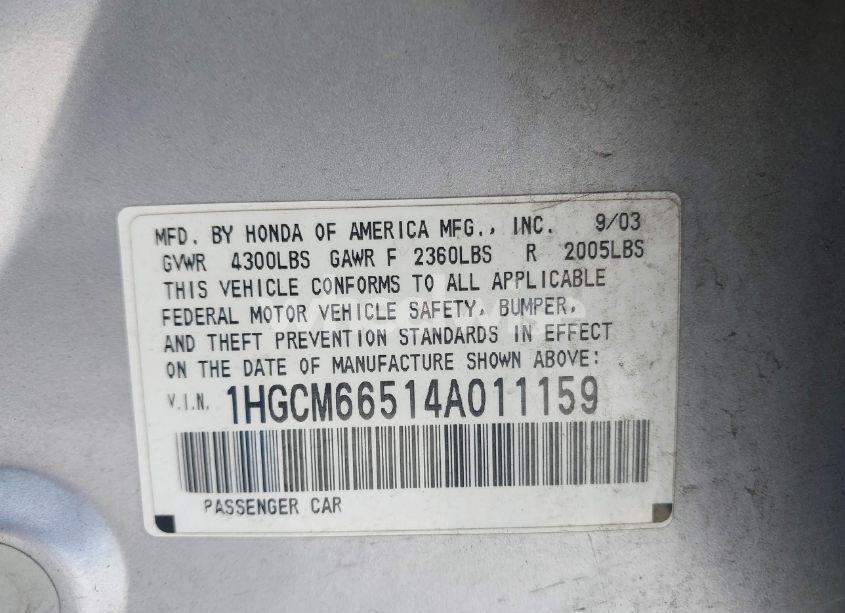 MFD. BY HONDA OF AMERICA MFG., INC. 9/03
GVWR 4300LBS GAWR F 2360LBS R 2005LBS
THIS VEHICLE CONFORMS TO ALL APPLICABLE
FEDERAL MOTOR VEHICLE SAFETY, BUMPER,
AND THEFT PREVENTION STANDARDS IN EFFECT
ON THE DATE OF MANUFACTURE SHOWN ABOVE:
V.I.N. 1HGCM66514A011159
PASSENGER CAR